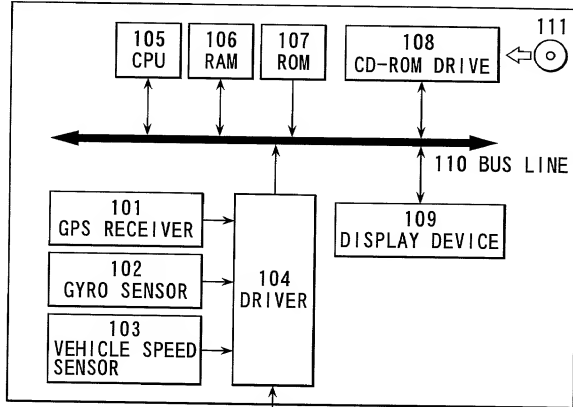 105
CPU
106
RAM
107
ROM
108
CD-ROM DRIVE
111
110 BUS LINE
101
GPS RECEIVER
102
GYRO SENSOR
103
VEHICLE SPEED
SENSOR
104
DRIVER
109
DISPLAY DEVICE